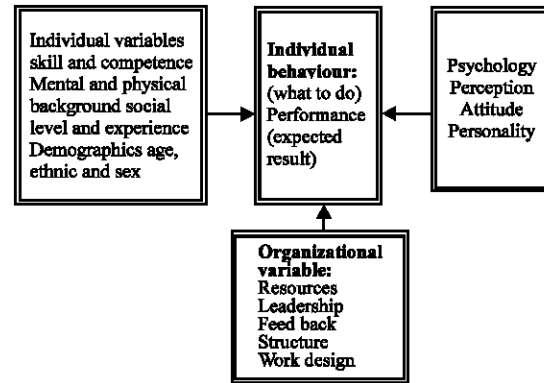 Individual variables
skill and competence
Mental and physical
background social
level and experience
Demographics age,
ethnic and sex
Individual
behaviour:
(what to do)
Performance
(expected
result)
Psychology
Perception
Attitude
Personality
Organizational
variable:
Resources
Leadership
Feed back
Structure
Work design